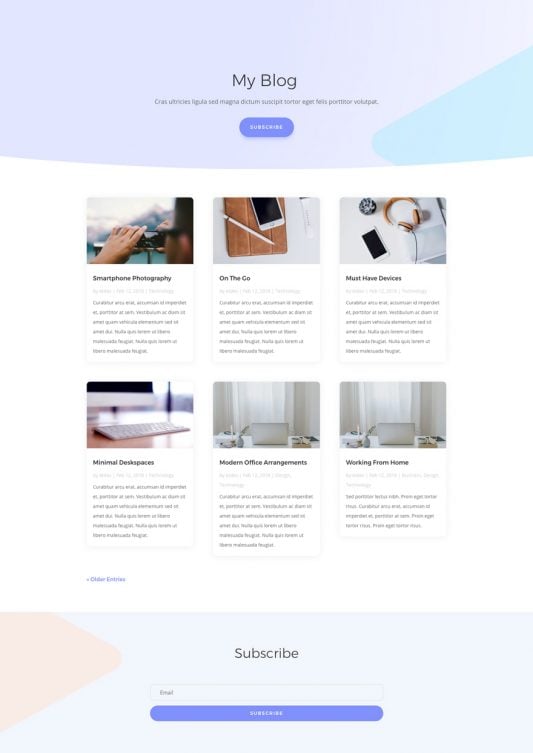 My Blog
Cras ultricies ligula sed magna dictum suscipit tortor eget felis porttitor volutpat.
SUBSCRIBE
Smartphone Photography
by | Feb 12, 2018 | Technology
Curabitur arcu erat, accumsan id imperdiet
et, porttitor at sem. Vestibulum ac diam sit
amet quam vehicula elementum sed sit
amet dui. Nulla quis lorem ut libero
malesuada feugiat. Nulla quis lorem ut
libero malesuada feugiat.
On The Go
by | Feb 12, 2018 | Technology
Curabitur arcu erat, accumsan id imperdiet
et, porttitor at sem. Vestibulum ac diam sit
amet quam vehicula elementum sed sit
amet dui. Nulla quis lorem ut libero
malesuada feugiat. Nulla quis lorem ut
libero malesuada feugiat.
Must Have Devices
by | Feb 12, 2018 | Technology
Curabitur arcu erat, accumsan id imperdiet
et, porttitor at sem. Vestibulum ac diam sit
amet quam vehicula elementum sed sit
amet dui. Nulla quis lorem ut libero
malesuada feugiat. Nulla quis lorem ut
libero malesuada feugiat.
Minimal Deskspaces
by | Feb 12, 2018 | Technology
Curabitur arcu erat, accumsan id imperdiet
et, porttitor at sem. Vestibulum ac diam sit
amet quam vehicula elementum sed sit
amet dui. Nulla quis lorem ut libero
malesuada feugiat. Nulla quis lorem ut
libero malesuada feugiat.
Modern Office Arrangements
by | Feb 12, 2018 | Design,
Technology
Curabitur arcu erat, accumsan id imperdiet
et, porttitor at sem. Vestibulum ac diam sit
amet quam vehicula elementum sed sit
amet dui. Nulla quis lorem ut libero
malesuada feugiat. Nulla quis lorem ut
libero malesuada feugiat.
Working From Home
by | Feb 12, 2018 | Business, Design,
Technology
Sed porttitor lectus nibh. Proin eget tortor
risus. Curabitur arcu erat, accumsan id
imperdiet et, porttitor at sem. Proin eget
tortor risus. Proin eget tortor risus.
« Older Entries
Subscribe
Email
SUBSCRIBE